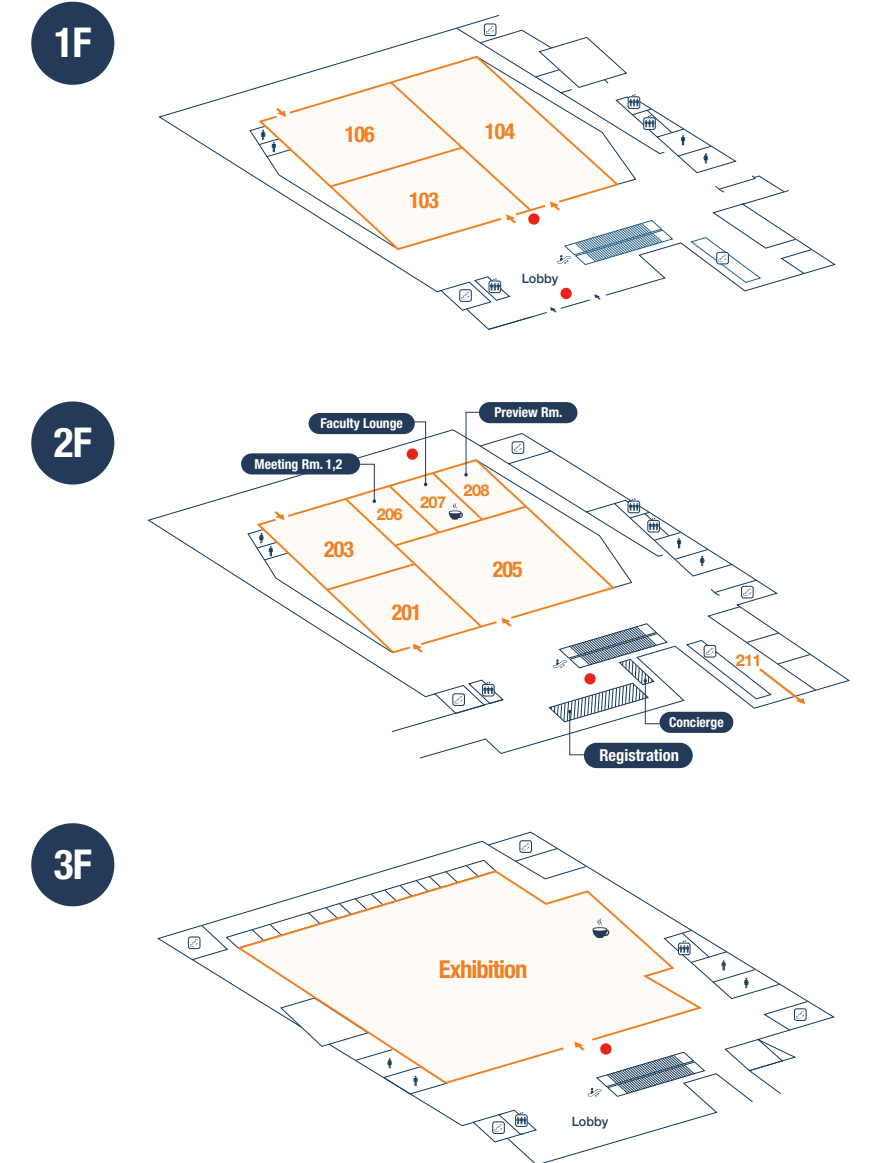 1F
106
104
103
Lobby
2F
Preview Rm.
Faculty Lounge
Meeting Rm. 1,2
208
207
206
203
205
201
211
Concierge
Registration
3F
Exhibition
Lobby